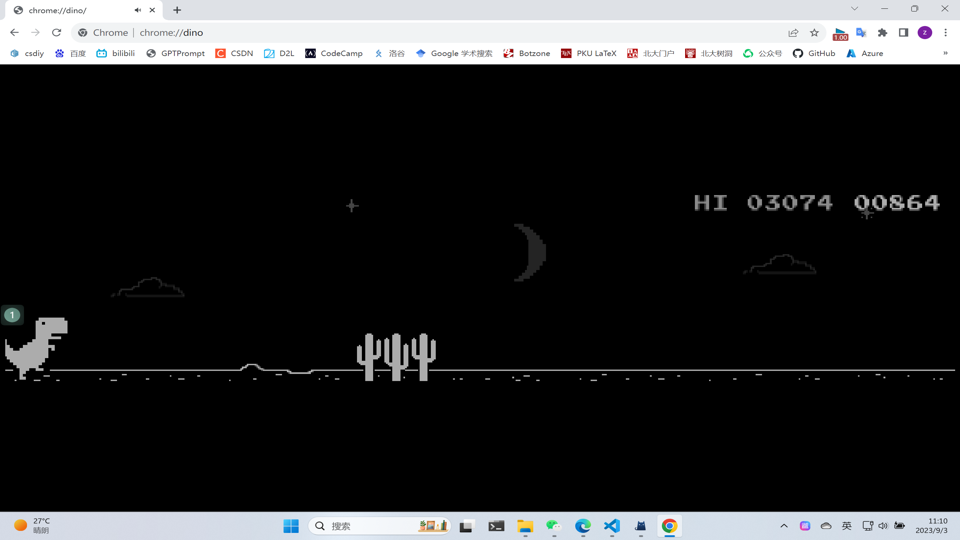 chrome://dino/
Chrome | chrome://dino
1.00
z
csdiy
百度
bilibili
GPTPrompt
CSDN
D2L
CodeCamp
洛谷
Google 学术搜索
Botzone
PKU LaTeX
北大门户
北大树洞
公众号
GitHub
Azure
»
HI 03074 00864
1
27°C
晴朗
搜索
英
11:10
2023/9/3